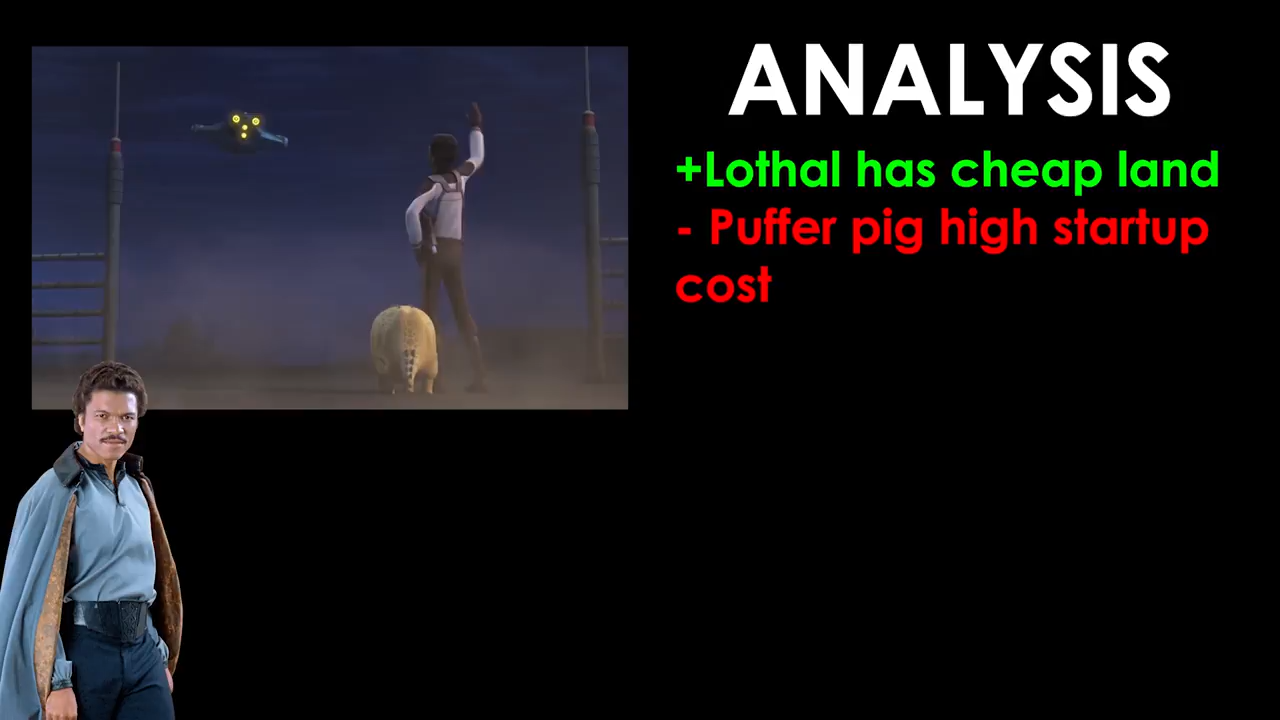 ANALYSIS
+Lothal has cheap land
- Puffer pig high startup
cost